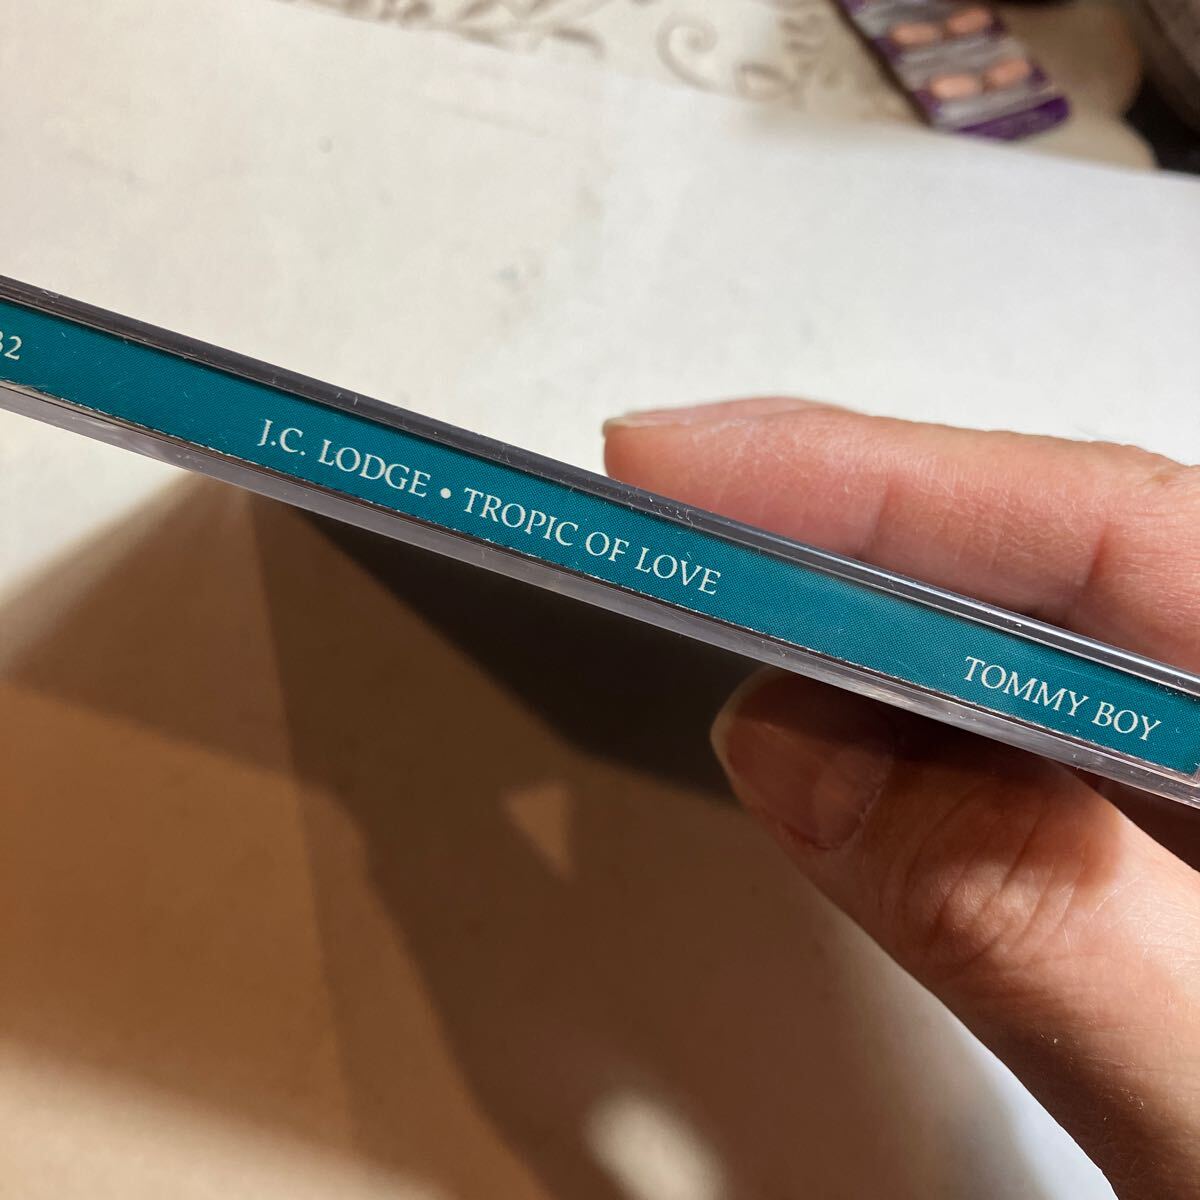 32
J.C. LODGE • TROPIC OF LOVE
TOMMY BOY